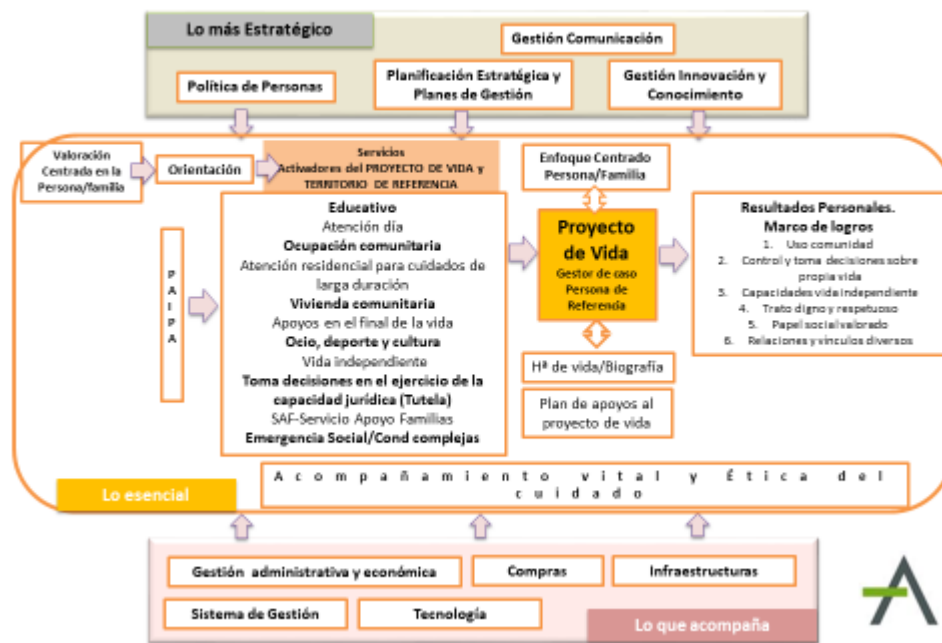 Lo más Estratégico
Gestión Comunicación
Política de Personas
Planificación Estratégica y
Planes de Gestión
Gestión Innovación y
Conocimiento
Valoración
Centrada en la
Persona/familia
Orientación
Servicios
Activadores del PROYECTO DE VIDA y
TERRITORIO DE REFERENCIA
Enfoque Centrado
Persona/Familia
P
A
I
P
A
Educativo
Atención día
Ocupación comunitaria
Atención residencial para cuidados de
larga duración
Vivienda comunitaria
Apoyos en el final de la vida
Ocio, deporte y cultura
Vida independiente
Toma decisiones en el ejercicio de la
capacidad jurídica (Tutela)
SAF-Servicio Apoyo Familias
Emergencia Social/Cond complejas
Proyecto
de Vida
Gestor de caso
Persona de
Referencia
Hª de vida/Biografía
Plan de apoyos al
proyecto de vida
Resultados Personales.
Marco de logros
1. Uso comunidad
2. Control y toma decisiones sobre
propia vida
3. Capacidades vida independiente
4. Trato digno y respetuoso
5. Papel social valorado
6. Relaciones y vínculos diversos
Lo esencial
Acompañamiento vital y Ética del
cuidado
Gestión administrativa y económica
Compras
Infraestructuras
Sistema de Gestión
Tecnología
Lo que acompaña